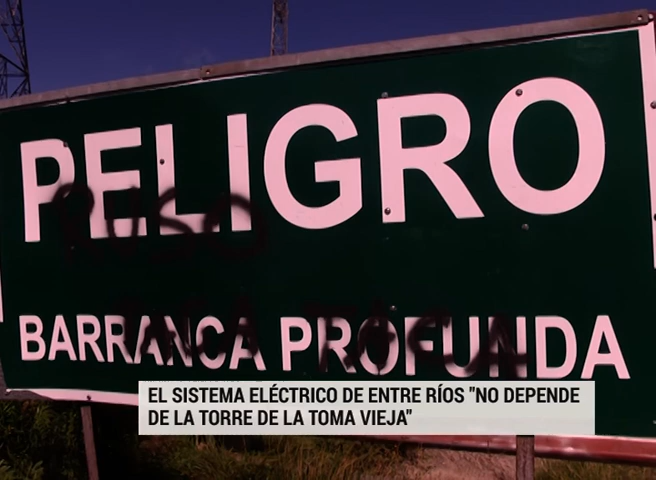 PELIGRO
BARRANCA PROFUNDA
EL SISTEMA ELÉCTRICO DE ENTRE RÍOS "NO DEPENDE
DE LA TORRE DE LA TOMA VIEJA"